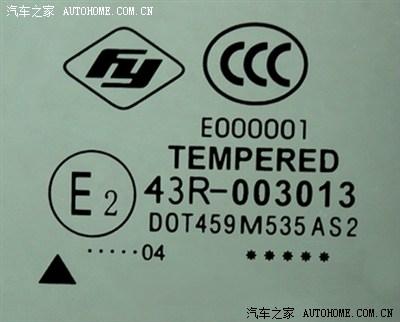 汽车之家 AUTOHOME.COM.CN
fy CCC
E000001
TEMPERED
E2 43R-003013
DOT459M535AS2
·····04 *****
汽车之家 AUTOHOME.COM.CN